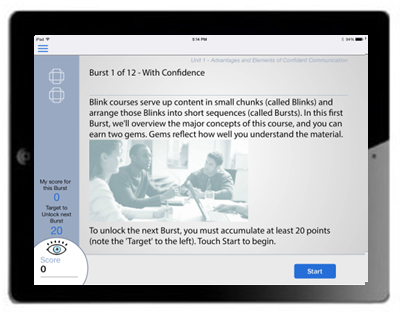 iPad
5:14 PM
94%
Unit 1 - Advantages and Elements of Confident Communication
Burst 1 of 12 - With Confidence
Blink courses serve up content in small chunks (called Blinks) and
arrange those Blinks into short sequences (called Bursts). In this first
Burst, we'll overview the major concepts of this course, and you can
earn two gems. Gems reflect how well you understand the material.
My score for
this Burst
0
Target to
Unlock next
Burst
20
Score
0
To unlock the next Burst, you must accumulate at least 20 points
(note the 'Target' to the left). Touch Start to begin.
Start